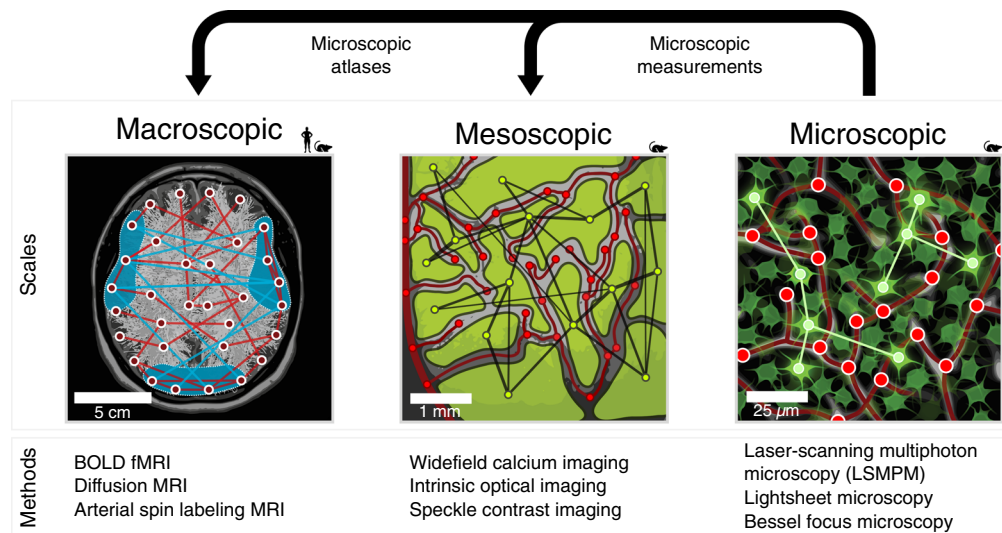 Microscopic
atlases
Microscopic
measurements
Scales
Macroscopic
Mesoscopic
Microscopic
5 cm
1 mm
25 µm
Methods
BOLD fMRI
Diffusion MRI
Arterial spin labeling MRI
Widefield calcium imaging
Intrinsic optical imaging
Speckle contrast imaging
Laser-scanning multiphoton
microscopy (LSMPM)
Lightsheet microscopy
Bessel focus microscopy